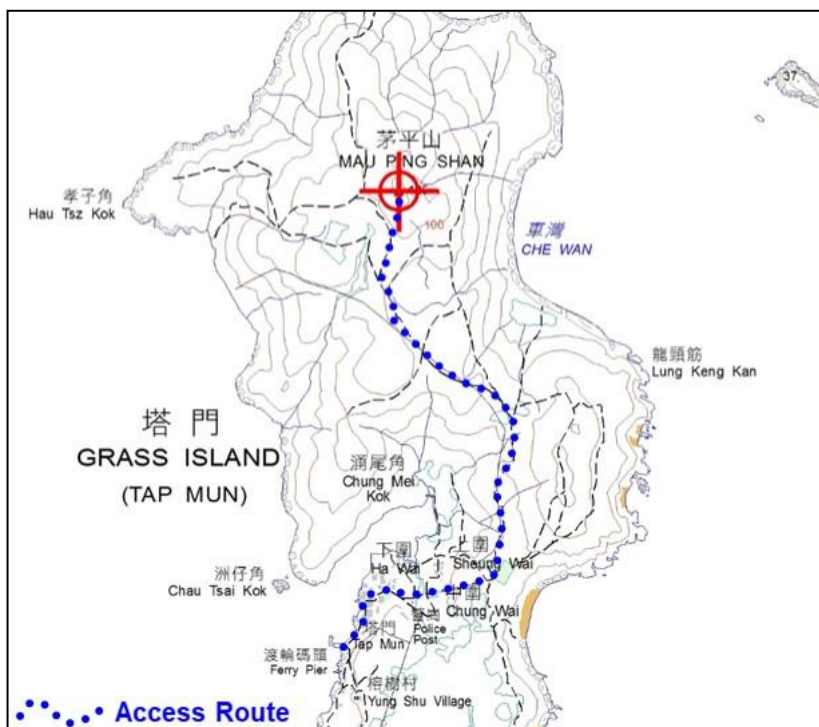 37
茅平山
MAU PING SHAN
孝子角
Hau Tsz Kok
100
車灣
CHE WAN
龍頭筋
Lung Keng Kan
塔 門
GRASS ISLAND
(TAP MUN)
涌尾角
Chung Mei
Kok
下圍
Ha Wai
上圍
Sheung Wai
洲仔角
Chau Tsai Kok
中圍
Chung Wai
警崗
Police
Post
塔門
Tap Mun
渡輪碼頭
Ferry Pier
榕樹村
Yung Shu Village
Access Route